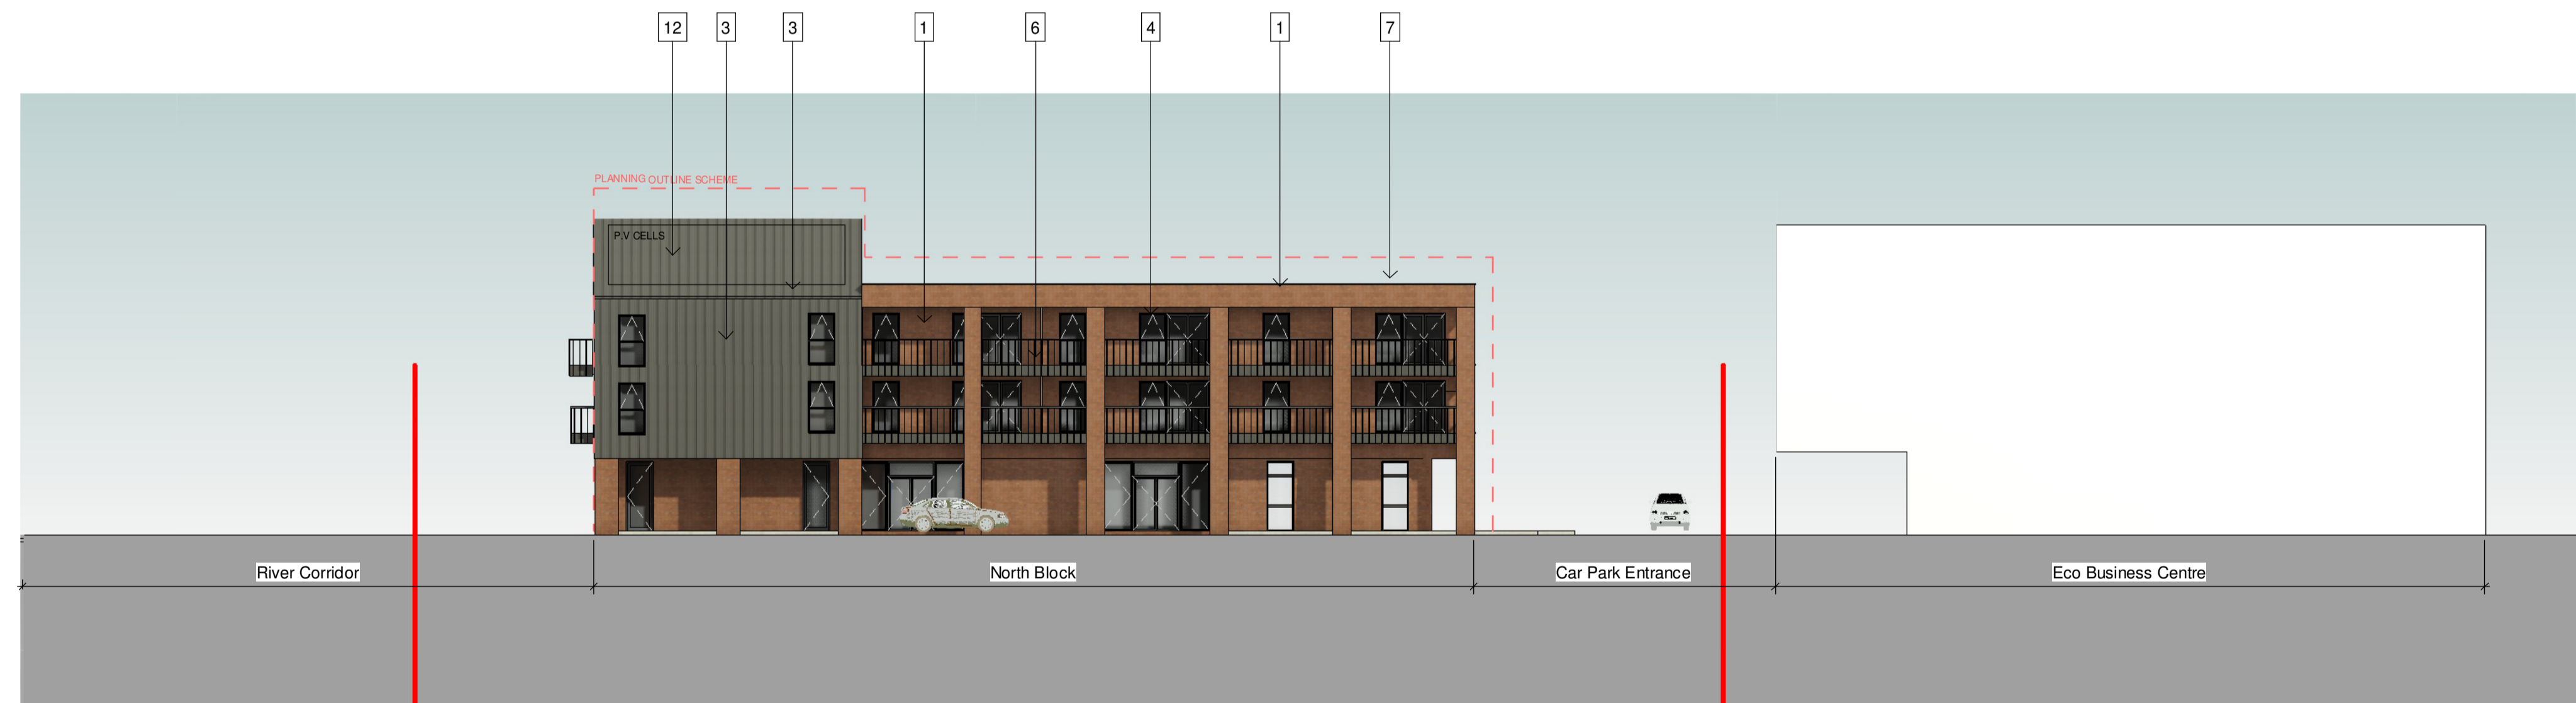 12 3 3 1 6 4 1 7
PLANNING OUTLINE SCHEME
P.V CELLS
River Corridor
North Block
Car Park Entrance
Eco Business Centre